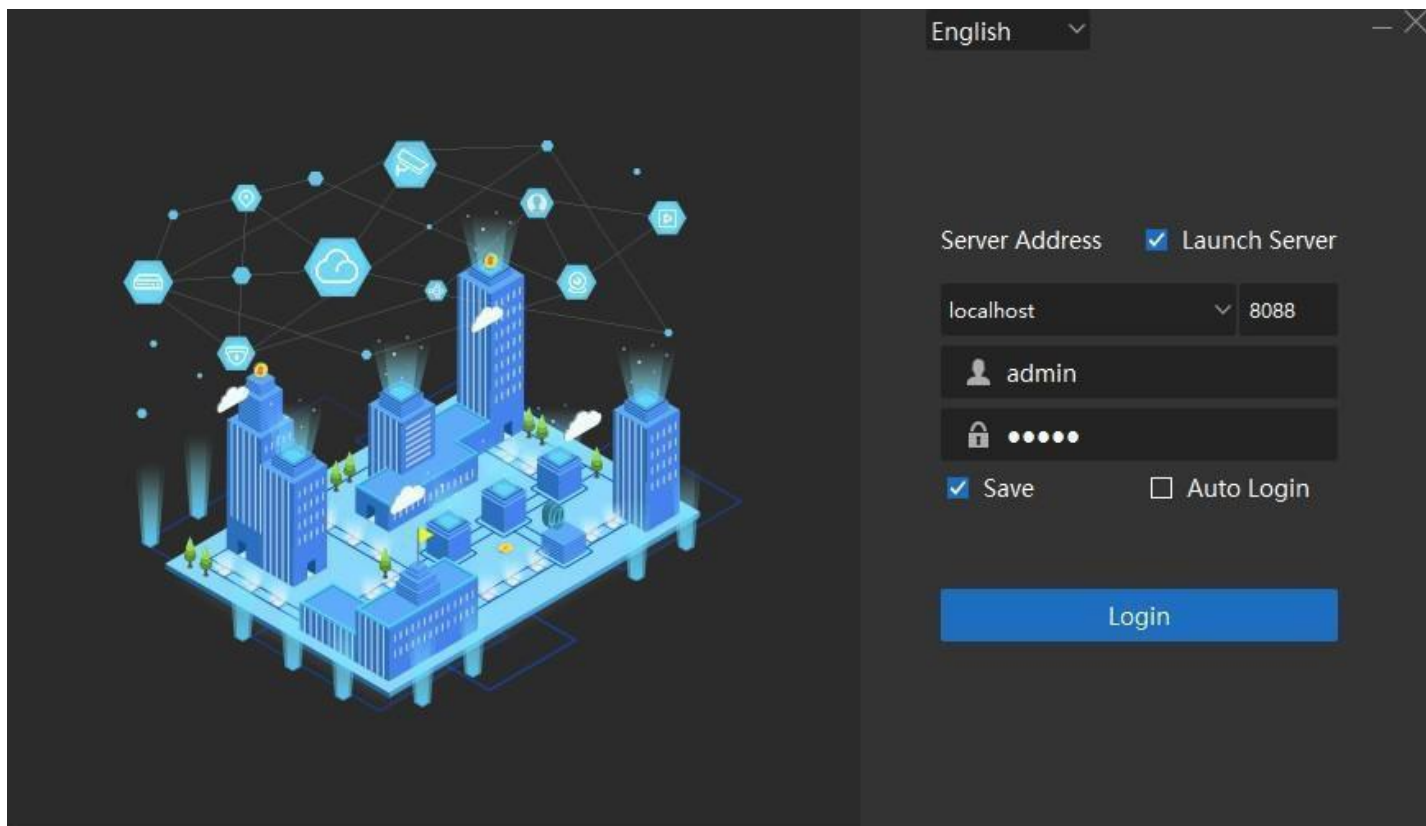 English
Server Address Launch Server
localhost 8088
admin
●●●●●
Save Auto Login
Login